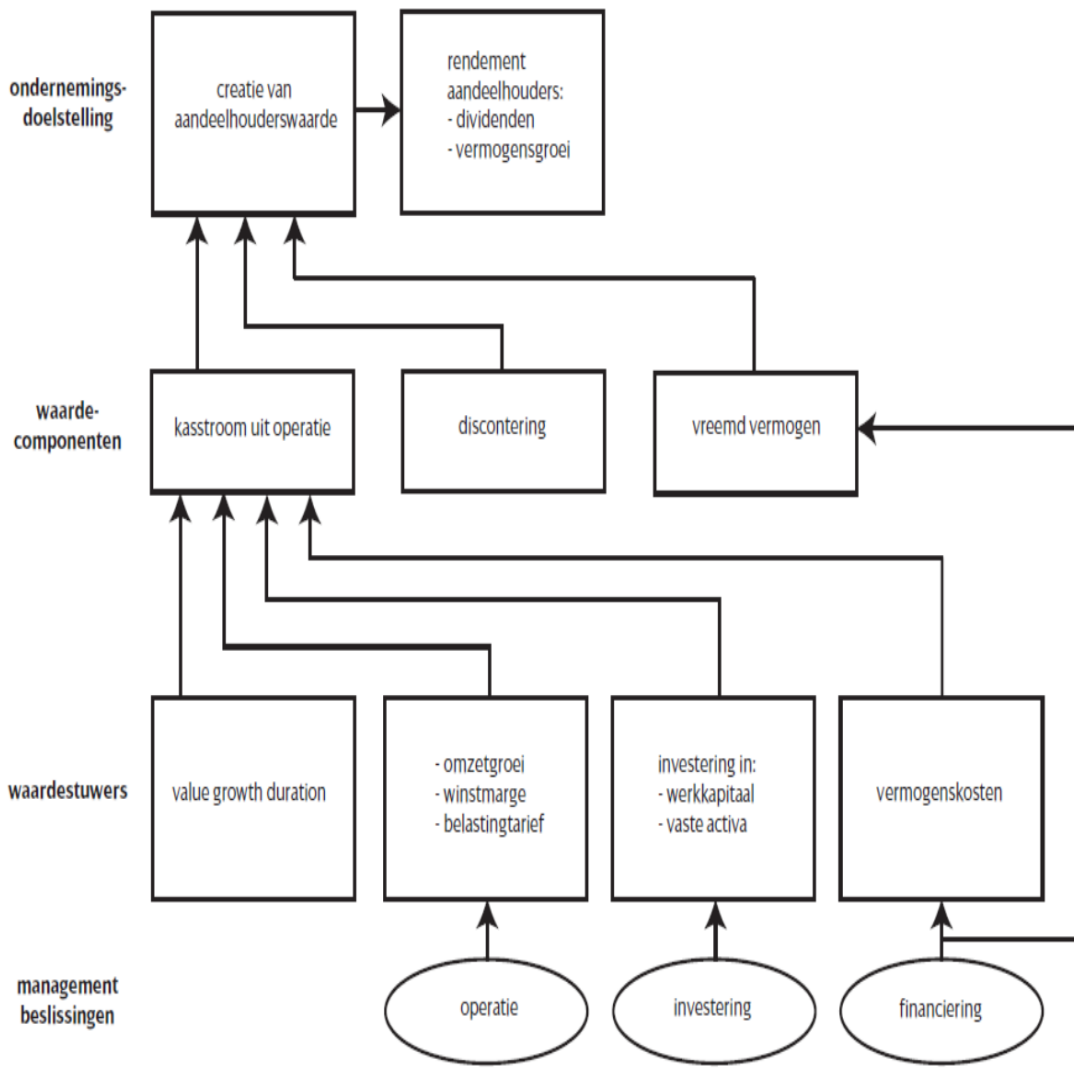 ondernemings-
doelstelling
creatie van
aandeelhouderswaarde
rendement
aandeelhouders:
- dividenden
- vermogensgroei
waarde-
componenten
kasstroom uit operatie
discontering
vreemd vermogen
waardestuwers
value growth duration
- omzetgroei
- winstmarge
- belastingtarief
investering in:
- werkkapitaal
- vaste activa
vermogenskosten
management
beslissingen
operatie
investering
financiering